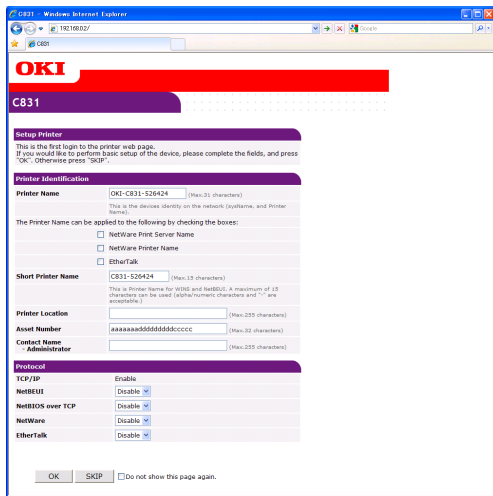 C831 - Windows Internet Explorer
192.168.0.2/
Google
C831
OKI
C831
Setup Printer
This is the first login to the printer web page.
If you would like to perform basic setup of the device, please complete the fields, and press
"OK". Otherwise press "SKIP".
Printer Identification
Printer Name OKI-C831-526424 (Max.31 characters)
This is the devices identity on the network (sysName, and Printer
Name).
The Printer Name can be applied to the following by checking the boxes:
NetWare Print Server Name
NetWare Printer Name
EtherTalk
Short Printer Name C831-526424 (Max.15 characters)
This is Printer Name for WINS and NetBEUI. A maximum of 15
characters can be used (alpha/numeric characters and "-" are
acceptable.)
Printer Location (Max.255 characters)
Asset Number aaaaaaadddddddddccccc (Max.32 characters)
Contact Name
- Administrator (Max.255 characters)
Protocol
TCP/IP Enable
NetBEUI Disable
NetBIOS over TCP Disable
NetWare Disable
EtherTalk Disable
OK SKIP Do not show this page again.